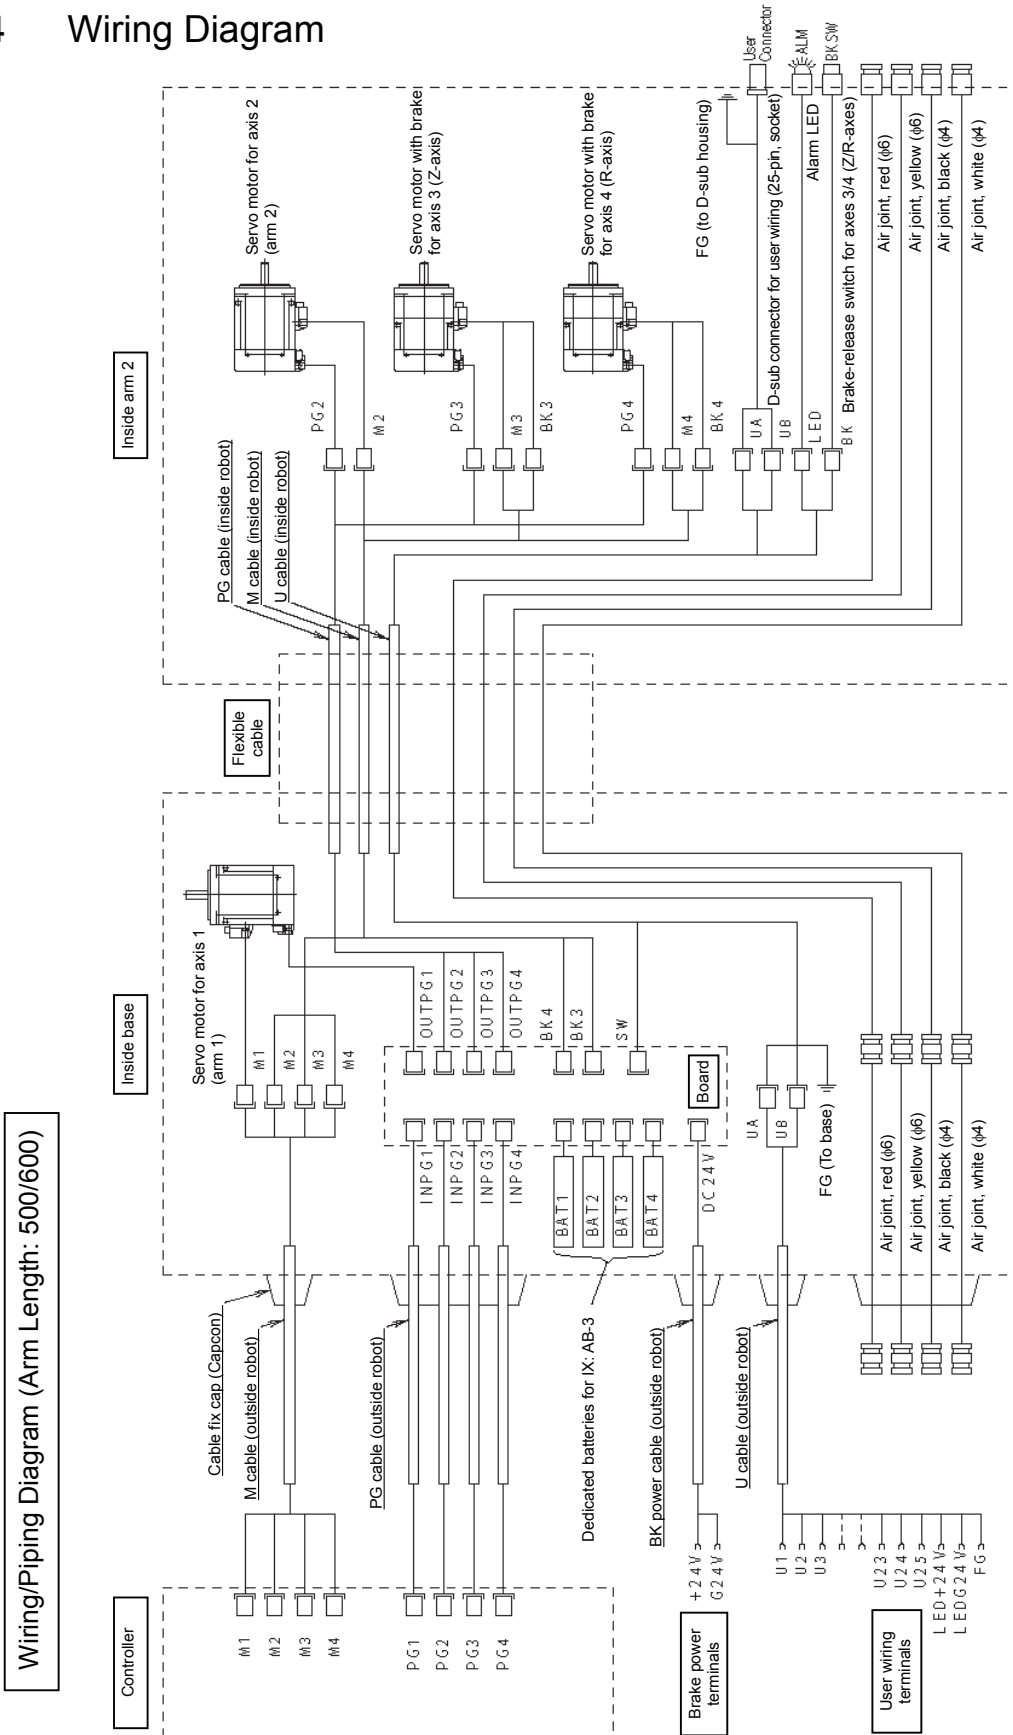 4 Wiring Diagram
Wiring/Piping Diagram (Arm Length: 500/600)
Controller
M1
M2
M3
M4
PG1
PG2
PG3
PG4
Brake power
terminals
+24V
G24V
User wiring
terminals
U1
U2
U3
U23
U24
U25
LED+24V
LEDG24V
FG
Cable fix cap (Capcon)
M cable (outside robot)
PG cable (outside robot)
Dedicated batteries for IX: AB-3
BK power cable (outside robot)
U cable (outside robot)
Inside base
Servo motor for axis 1
(arm 1)
M1
M2
M3
M4
INPG1
INPG2
INPG3
INPG4
OUTPG1
OUTPG2
OUTPG3
OUTPG4
BK4
BK3
SW
BAT1
BAT2
BAT3
BAT4
Board
DC24V
UA
UB
FG (To base)
Air joint, red (ϕ6)
Air joint, yellow (ϕ6)
Air joint, black (ϕ4)
Air joint, white (ϕ4)
Flexible
cable
Inside arm 2
PG cable (inside robot)
M cable (inside robot)
U cable (inside robot)
Servo motor for axis 2
(arm 2)
Servo motor with brake
for axis 3 (Z-axis)
Servo motor with brake
for axis 4 (R-axis)
PG2
M2
PG3
M3
BK3
PG4
M4
BK4
UA
UB
LED
BK
FG (to D-sub housing)
D-sub connector for user wiring (25-pin, socket)
Alarm LED
Brake-release switch for axes 3/4 (Z/R-axes)
User
Connector
ALM
BKSW
Air joint, red (ϕ6)
Air joint, yellow (ϕ6)
Air joint, black (ϕ4)
Air joint, white (ϕ4)